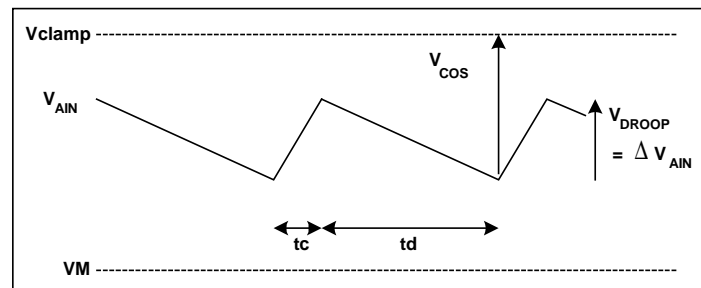 Vclamp
VCOS
VAIN
VDROOP
= Δ VAIN
tc
td
VM